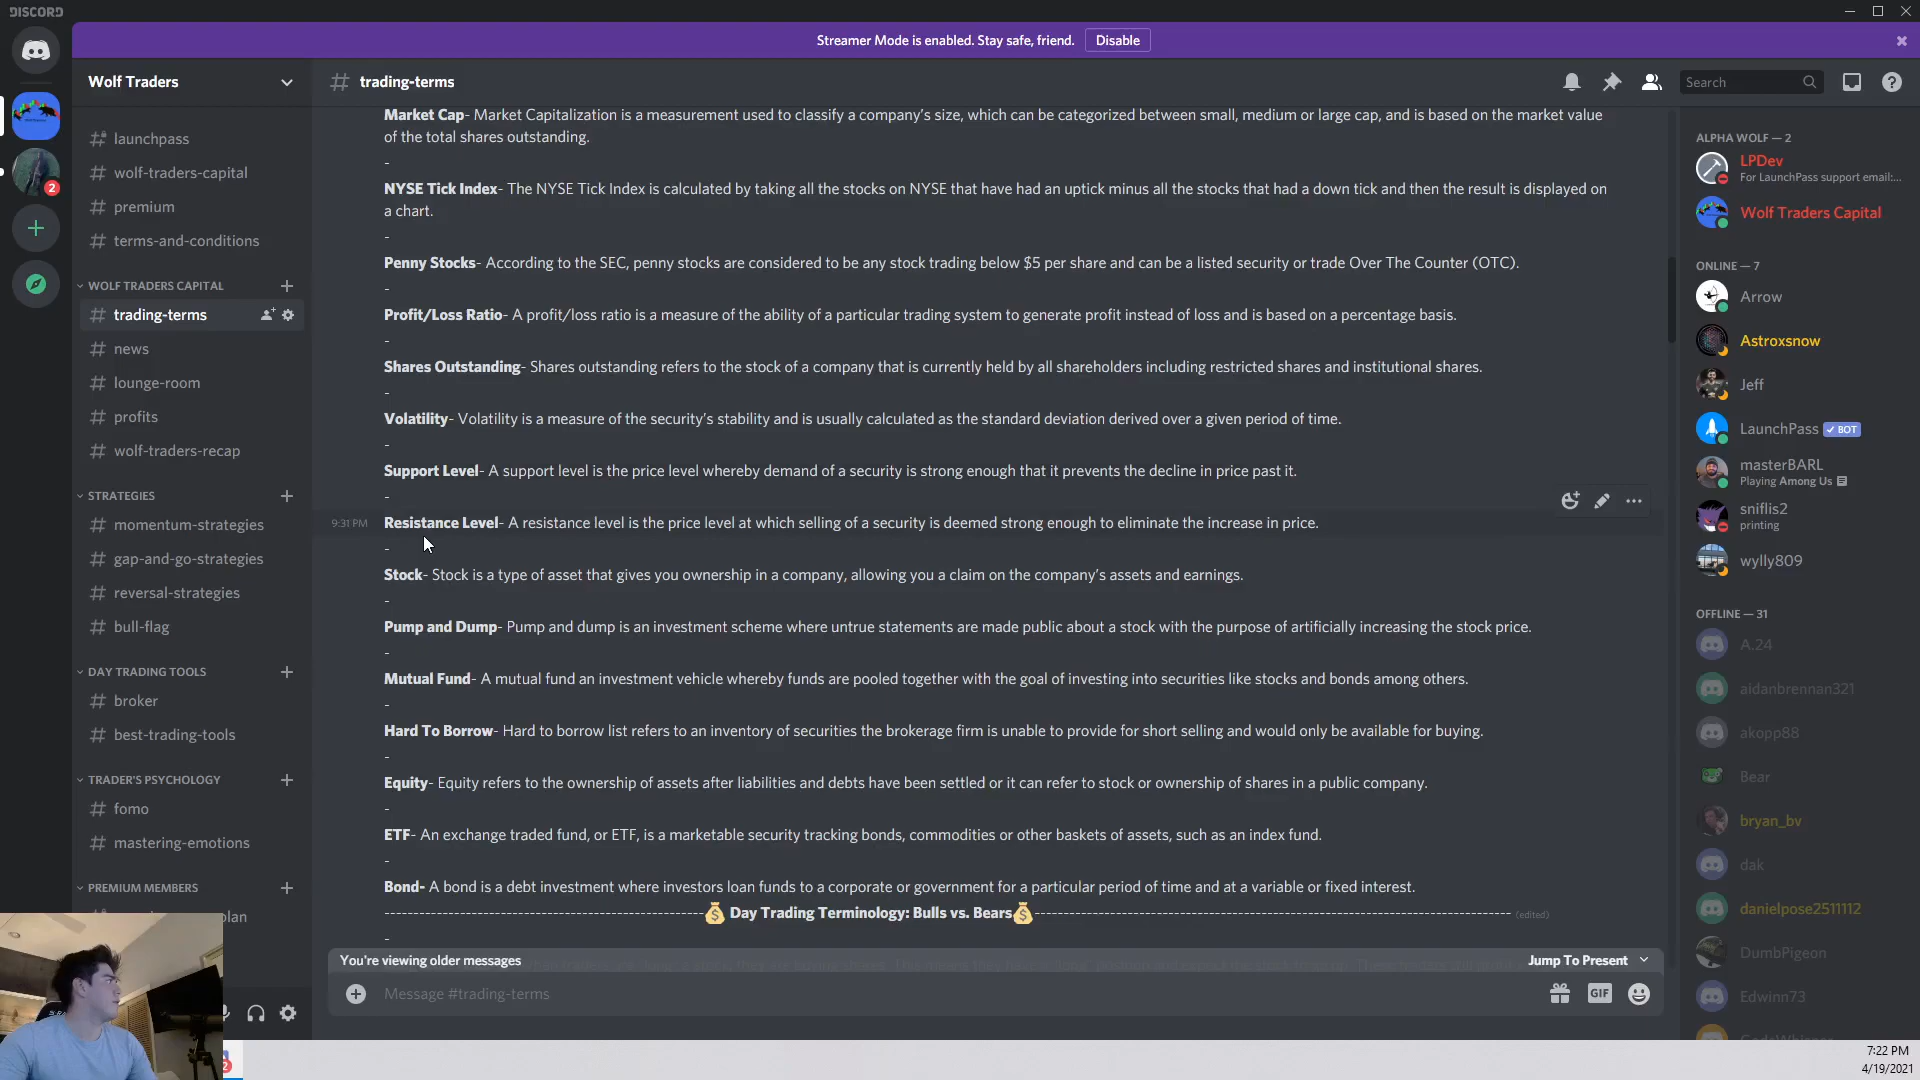 DISCORD
Streamer Mode is enabled. Stay safe, friend. Disable
Wolf Traders
launchpass
wolf-traders-capital
premium
terms-and-conditions
WOLF TRADERS CAPITAL
trading-terms
news
lounge-room
profits
wolf-traders-recap
STRATEGIES
momentum-strategies
gap-and-go-strategies
reversal-strategies
bull-flag
DAY TRADING TOOLS
broker
best-trading-tools
TRADER'S PSYCHOLOGY
fomo
mastering-emotions
PREMIUM MEMBERS
2
trading-terms
Search
Market Cap- Market Capitalization is a measurement used to classify a company's size, which can be categorized between small, medium or large cap, and is based on the market value
of the total shares outstanding.
-
NYSE Tick Index- The NYSE Tick Index is calculated by taking all the stocks on NYSE that have had an uptick minus all the stocks that had a down tick and then the result is displayed on
a chart.
-
Penny Stocks- According to the SEC, penny stocks are considered to be any stock trading below $5 per share and can be a listed security or trade Over The Counter (OTC).
-
Profit/Loss Ratio- A profit/loss ratio is a measure of the ability of a particular trading system to generate profit instead of loss and is based on a percentage basis.
-
Shares Outstanding- Shares outstanding refers to the stock of a company that is currently held by all shareholders including restricted shares and institutional shares.
-
Volatility- Volatility is a measure of the security's stability and is usually calculated as the standard deviation derived over a given period of time.
-
Support Level- A support level is the price level whereby demand of a security is strong enough that it prevents the decline in price past it.
-
9:31 PM Resistance Level- A resistance level is the price level at which selling of a security is deemed strong enough to eliminate the increase in price.
-
Stock- Stock is a type of asset that gives you ownership in a company, allowing you a claim on the company's assets and earnings.
-
Pump and Dump- Pump and dump is an investment scheme where untrue statements are made public about a stock with the purpose of artificially increasing the stock price.
-
Mutual Fund- A mutual fund an investment vehicle whereby funds are pooled together with the goal of investing into securities like stocks and bonds among others.
-
Hard To Borrow- Hard to borrow list refers to an inventory of securities the brokerage firm is unable to provide for short selling and would only be available for buying.
-
Equity- Equity refers to the ownership of assets after liabilities and debts have been settled or it can refer to stock or ownership of shares in a public company.
-
ETF- An exchange traded fund, or ETF, is a marketable security tracking bonds, commodities or other baskets of assets, such as an index fund.
-
Bond- A bond is a debt investment where investors loan funds to a corporate or government for a particular period of time and at a variable or fixed interest.
Day Trading Terminology: Bulls vs. Bears (edited)
-
You're viewing older messages Jump To Present
Message #trading-terms
GIF
ALPHA WOLF — 2
LPDev
For LaunchPass support email:...
Wolf Traders Capital
ONLINE — 7
Arrow
Astroxsnow
Jeff
LaunchPass BOT
masterBARL
Playing Among Us
sniflis2
printing
wylly809
OFFLINE — 31
A.24
aidanbrennan321
akopp88
Bear
bryan_bv
dak
danielpose2511112
DumbPigeon
Edwinn73
7:22 PM
4/19/2021